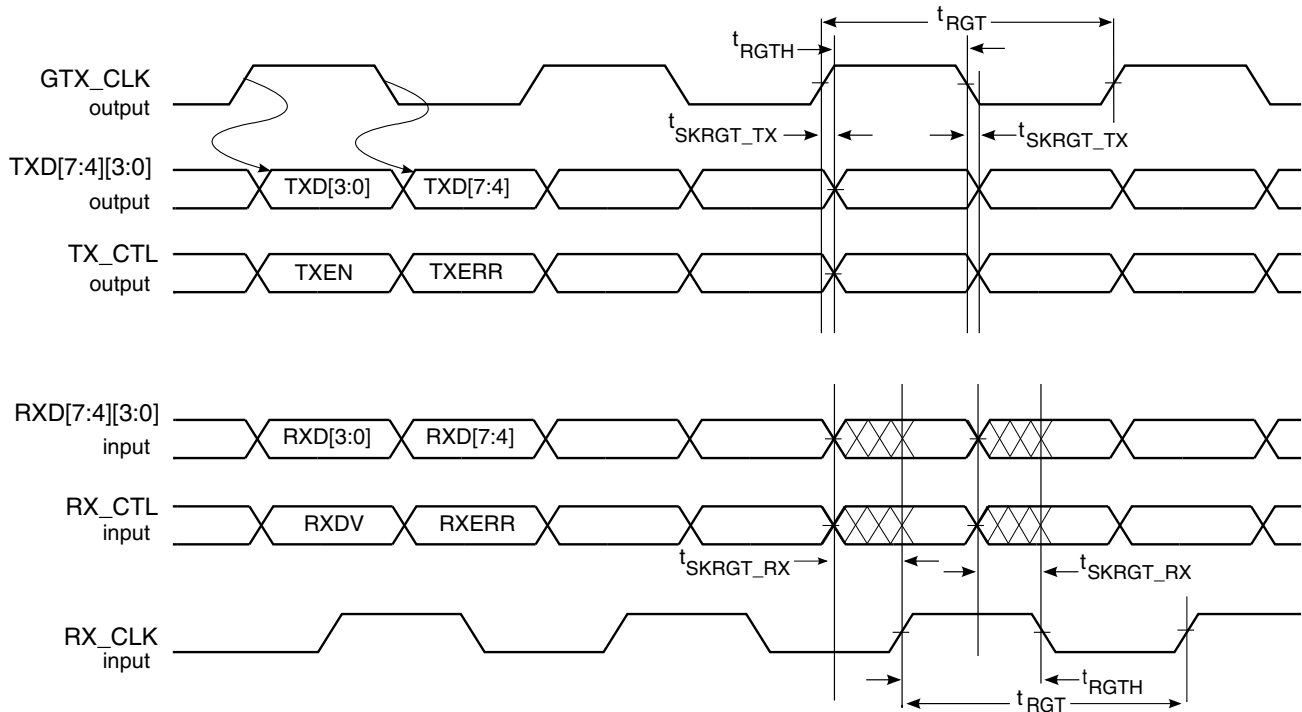 tRGT
tRGTH
GTX_CLK
output
tSKRGT_TX
tSKRGT_TX
TXD[7:4][3:0]
output
TXD[3:0]
TXD[7:4]
TX_CTL
output
TXEN
TXERR
RXD[7:4][3:0]
input
RXD[3:0]
RXD[7:4]
RX_CTL
input
RXDV
RXERR
tSKRGT_RX
tSKRGT_RX
RX_CLK
input
tRGTH
tRGT